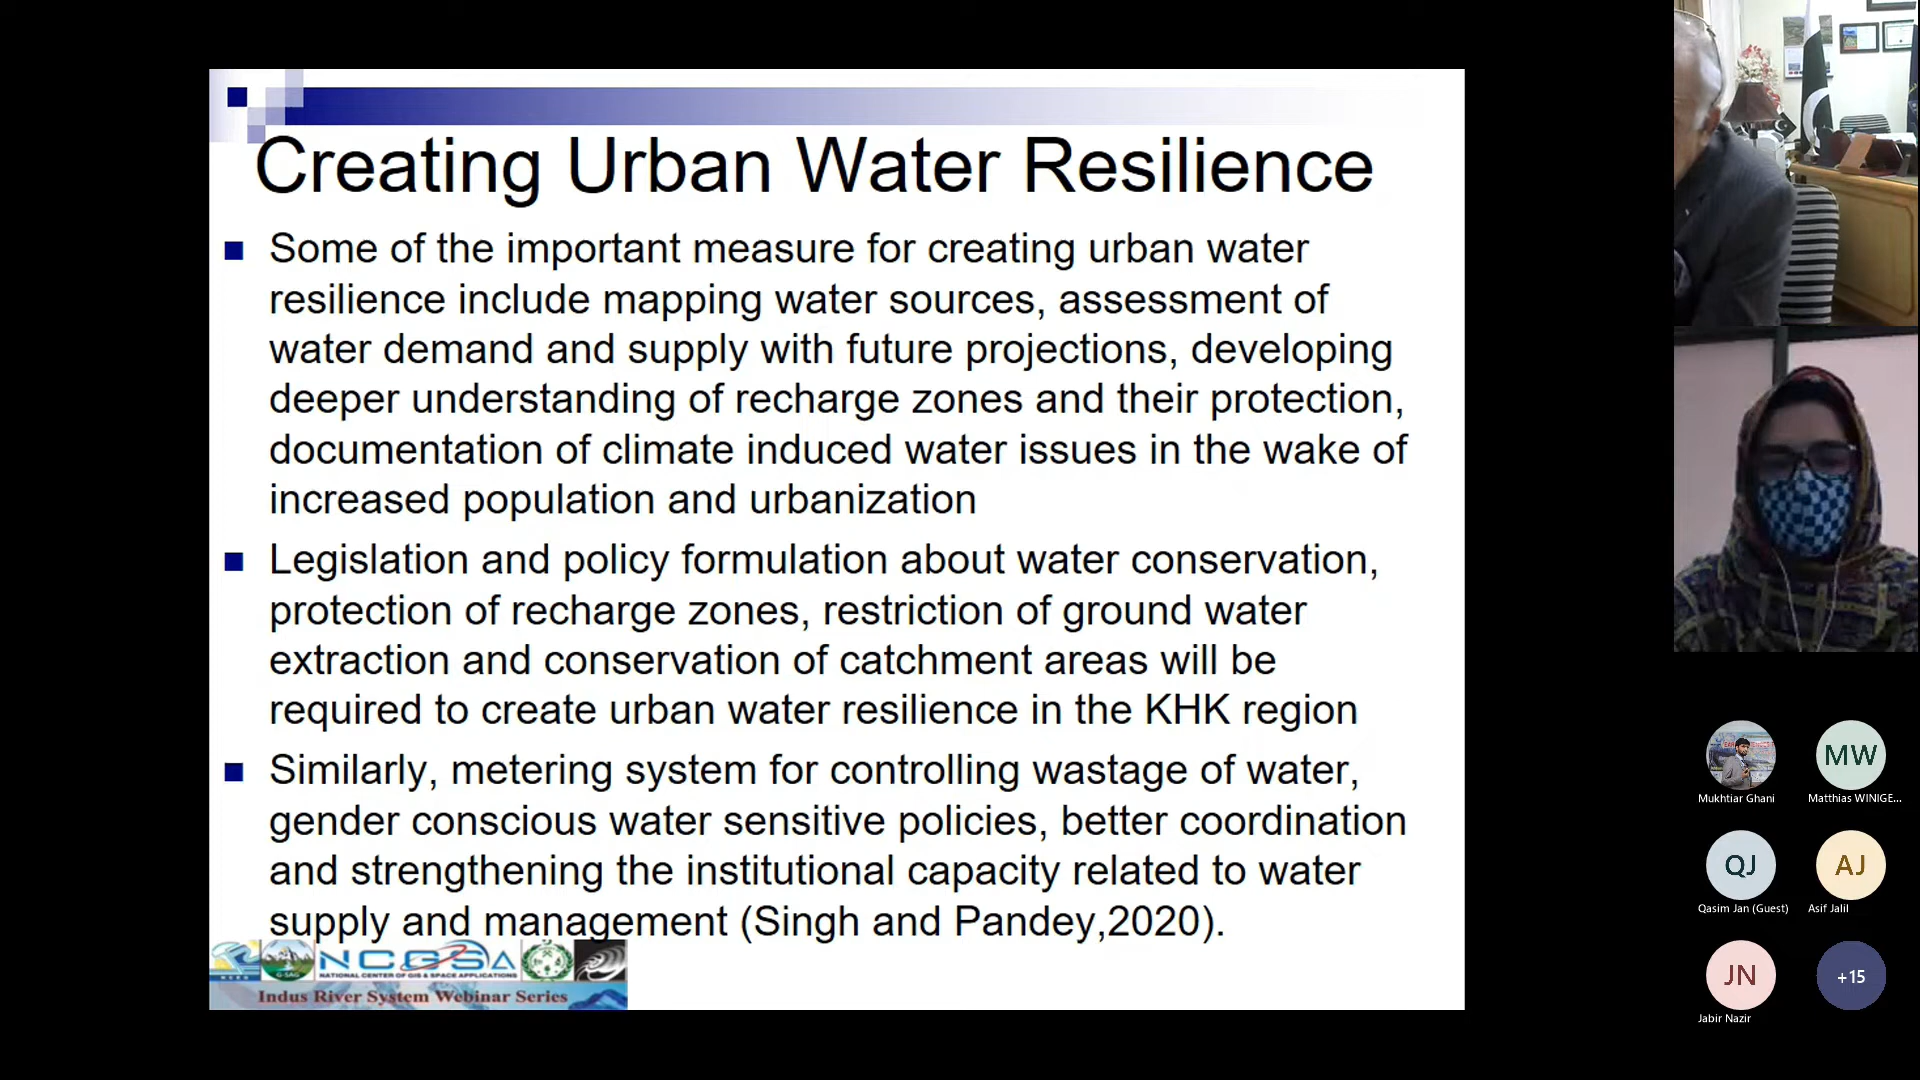 Creating Urban Water Resilience
Some of the important measure for creating urban water
resilience include mapping water sources, assessment of
water demand and supply with future projections, developing
deeper understanding of recharge zones and their protection,
documentation of climate induced water issues in the wake of
increased population and urbanization
Legislation and policy formulation about water conservation,
protection of recharge zones, restriction of ground water
extraction and conservation of catchment areas will be
required to create urban water resilience in the KHK region
Similarly, metering system for controlling wastage of water,
gender conscious water sensitive policies, better coordination
and strengthening the institutional capacity related to water
supply and management (Singh and Pandey,2020).
G-SAG
NCGSA
NATIONAL CENTER OF GIS & SPACE APPLICATIONS
Indus River System Webinar Series
MW
Mukhtiar Ghani
Matthias WINIGE...
QJ
AJ
Qasim Jan (Guest)
Asif Jalil
JN
+15
Jabir Nazir